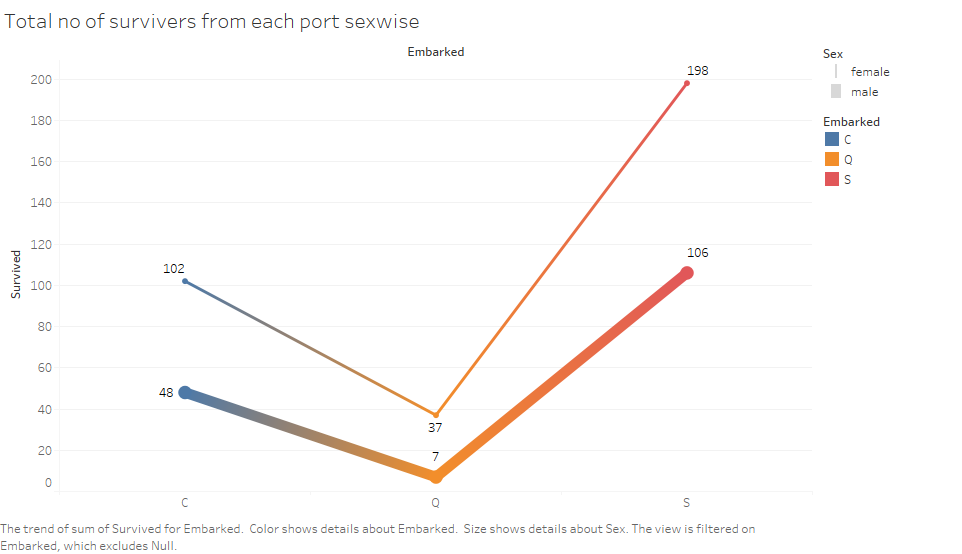 Total no of survivers from each port sexwise
Embarked
Sex
female
male
Embarked
C
Q
S
Survived
200
180
160
140
120
100
80
60
40
20
0
102
48
37
7
198
106
C
Q
S
The trend of sum of Survived for Embarked.  Color shows details about Embarked.  Size shows details about Sex. The view is filtered on
Embarked, which excludes Null.